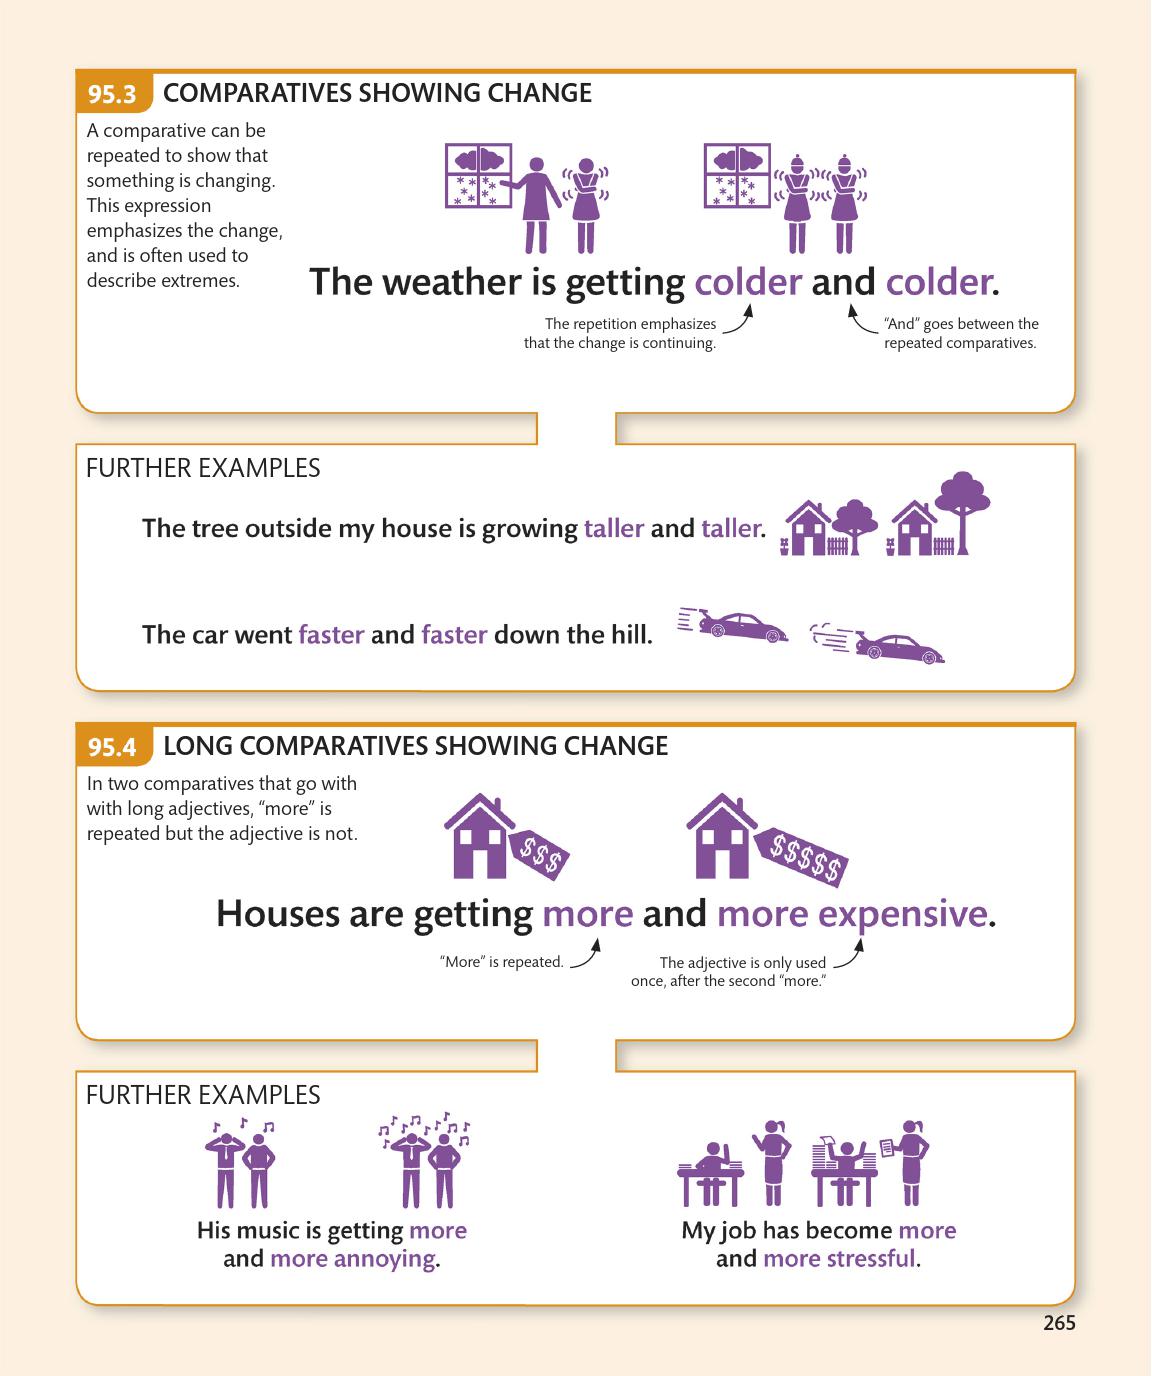 95.3 COMPARATIVES SHOWING CHANGE
A comparative can be
repeated to show that
something is changing.
This expression
emphasizes the change,
and is often used to
describe extremes.
The weather is getting colder and colder.
The repetition emphasizes
that the change is continuing.
“And” goes between the
repeated comparatives.
FURTHER EXAMPLES
The tree outside my house is growing taller and taller.
The car went faster and faster down the hill.
95.4 LONG COMPARATIVES SHOWING CHANGE
In two comparatives that go with
with long adjectives, “more” is
repeated but the adjective is not.
$$$
$$$$$
Houses are getting more and more expensive.
“More” is repeated.
The adjective is only used
once, after the second “more.”
FURTHER EXAMPLES
His music is getting more
and more annoying.
My job has become more
and more stressful.
265